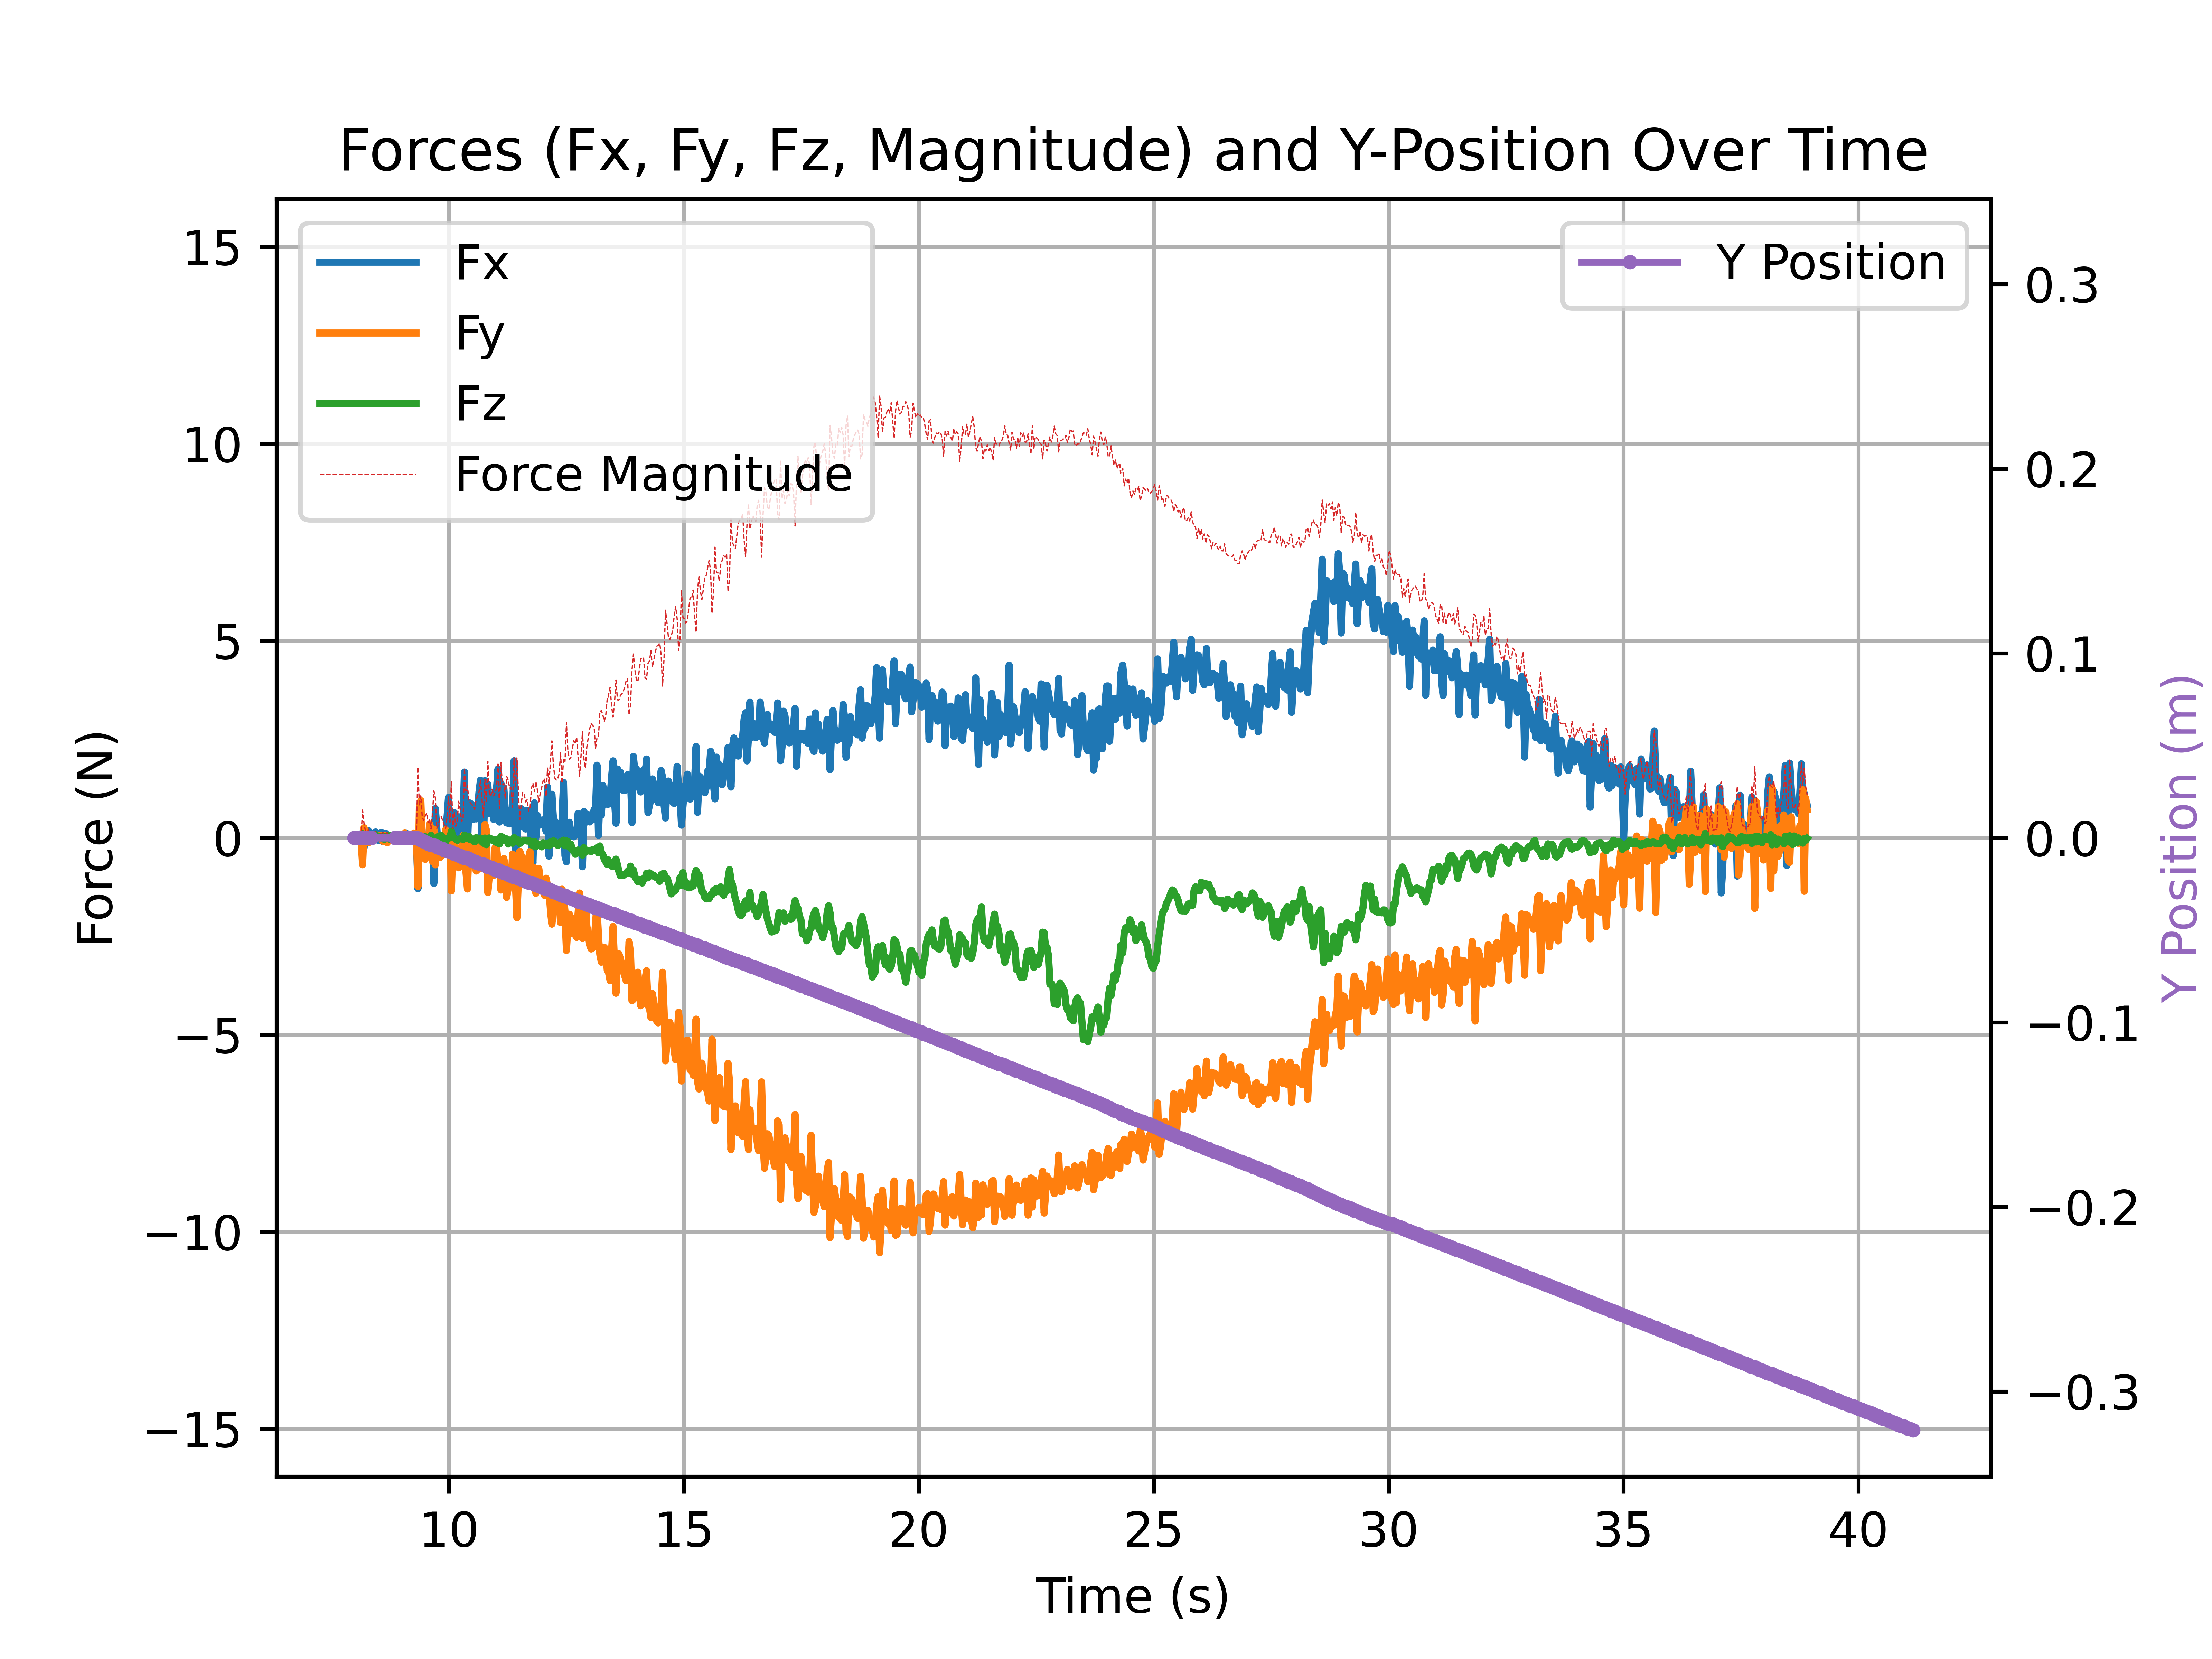 Forces (Fx, Fy, Fz, Magnitude) and Y-Position Over Time
Fx
Fy
Fz
Force Magnitude
Y Position
15
10
5
0
−5
−10
−15
Force (N)
0.3
0.2
0.1
0.0
−0.1
−0.2
−0.3
Y Position (m)
10 15 20 25 30 35 40
Time (s)